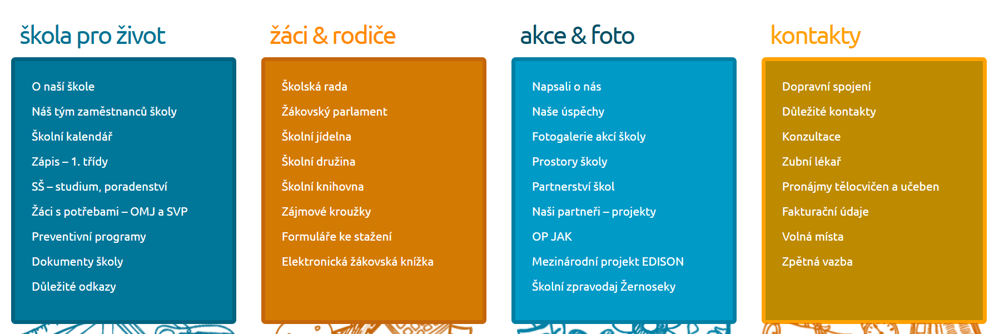 škola pro život
O naší škole
Náš tým zaměstnanců školy
Školní kalendář
Zápis – 1. třídy
SŠ – studium, poradenství
Žáci s potřebami – OMJ a SVP
Preventivní programy
Dokumenty školy
Důležité odkazy
žáci & rodiče
Školská rada
Žákovský parlament
Školní jídelna
Školní družina
Školní knihovna
Zájmové kroužky
Formuláře ke stažení
Elektronická žákovská knížka
akce & foto
Napsali o nás
Naše úspěchy
Fotogalerie akcí školy
Prostory školy
Partnerství škol
Naši partneři – projekty
OP JAK
Mezinárodní projekt EDISON
Školní zpravodaj Žernoseky
kontakty
Dopravní spojení
Důležité kontakty
Konzultace
Zubní lékař
Pronájmy tělocvičen a učeben
Fakturační údaje
Volná místa
Zpětná vazba